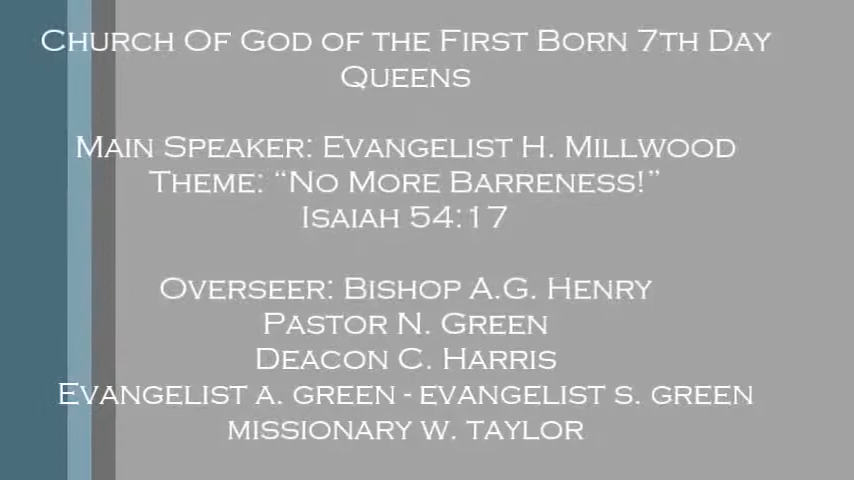 Church Of God of the First Born 7th Day
Queens
Main Speaker: Evangelist H. Millwood
Theme: “No More Barreness!”
Isaiah 54:17
Overseer: Bishop A.G. Henry
Pastor N. Green
Deacon C. Harris
Evangelist a. green - evangelist s. green
missionary w. taylor